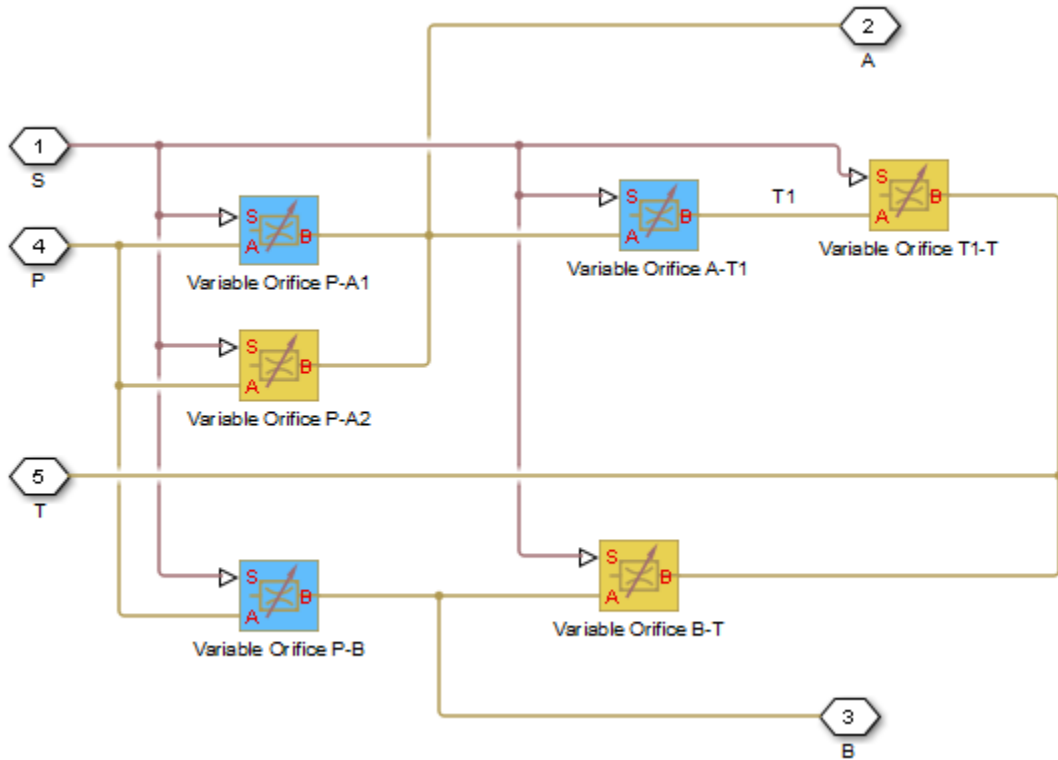 2
A
1
S
T1
S
A
B
Variable Orifice T1-T
S
A
B
Variable Orifice P-A1
S
A
B
Variable Orifice A-T1
4
P
S
A
B
Variable Orifice P-A2
5
T
S
A
B
Variable Orifice P-B
S
A
B
Variable Orifice B-T
3
B